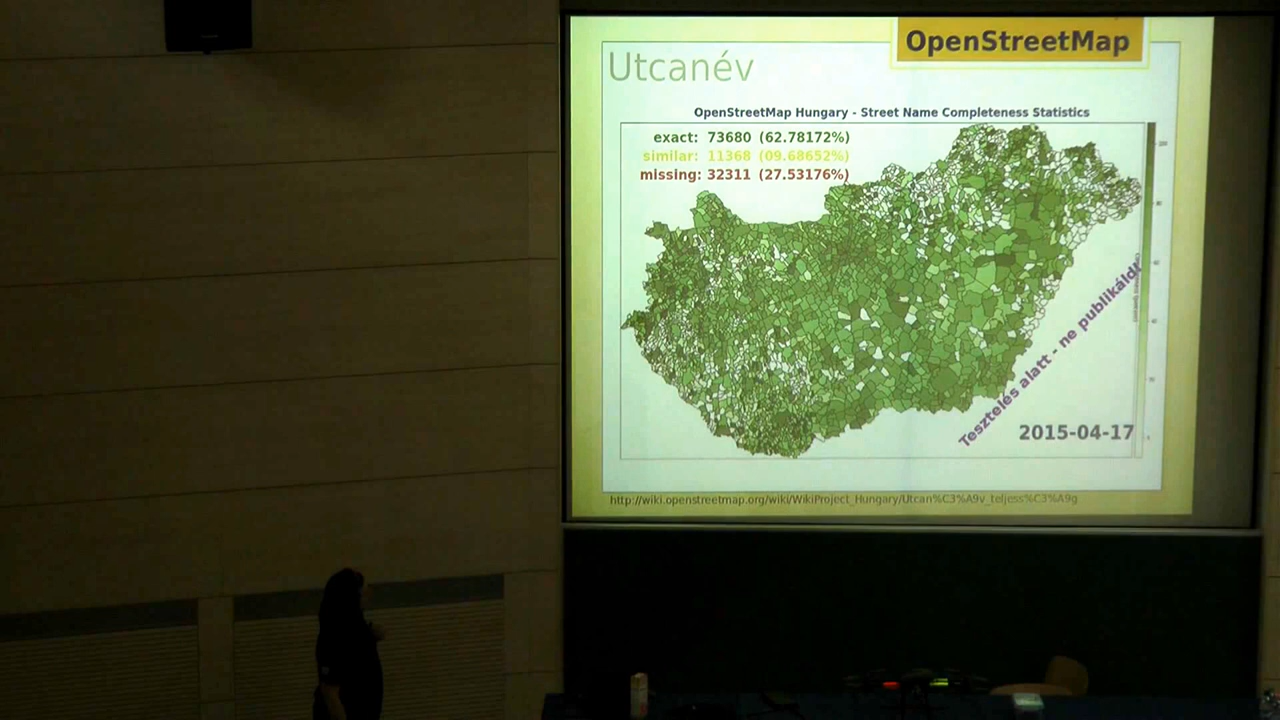 OpenStreetMap
Utcanév
OpenStreetMap Hungary - Street Name Completeness Statistics
exact: 73680 (62.78172%)
similar: 11368 (09.68652%)
missing: 32311 (27.53176%)
Tesztelés alatt - ne publikáld!
2015-04-17
http://wiki.openstreetmap.org/wiki/WikiProject_Hungary/Utcan%C3%A9v_teljess%C3%A9g